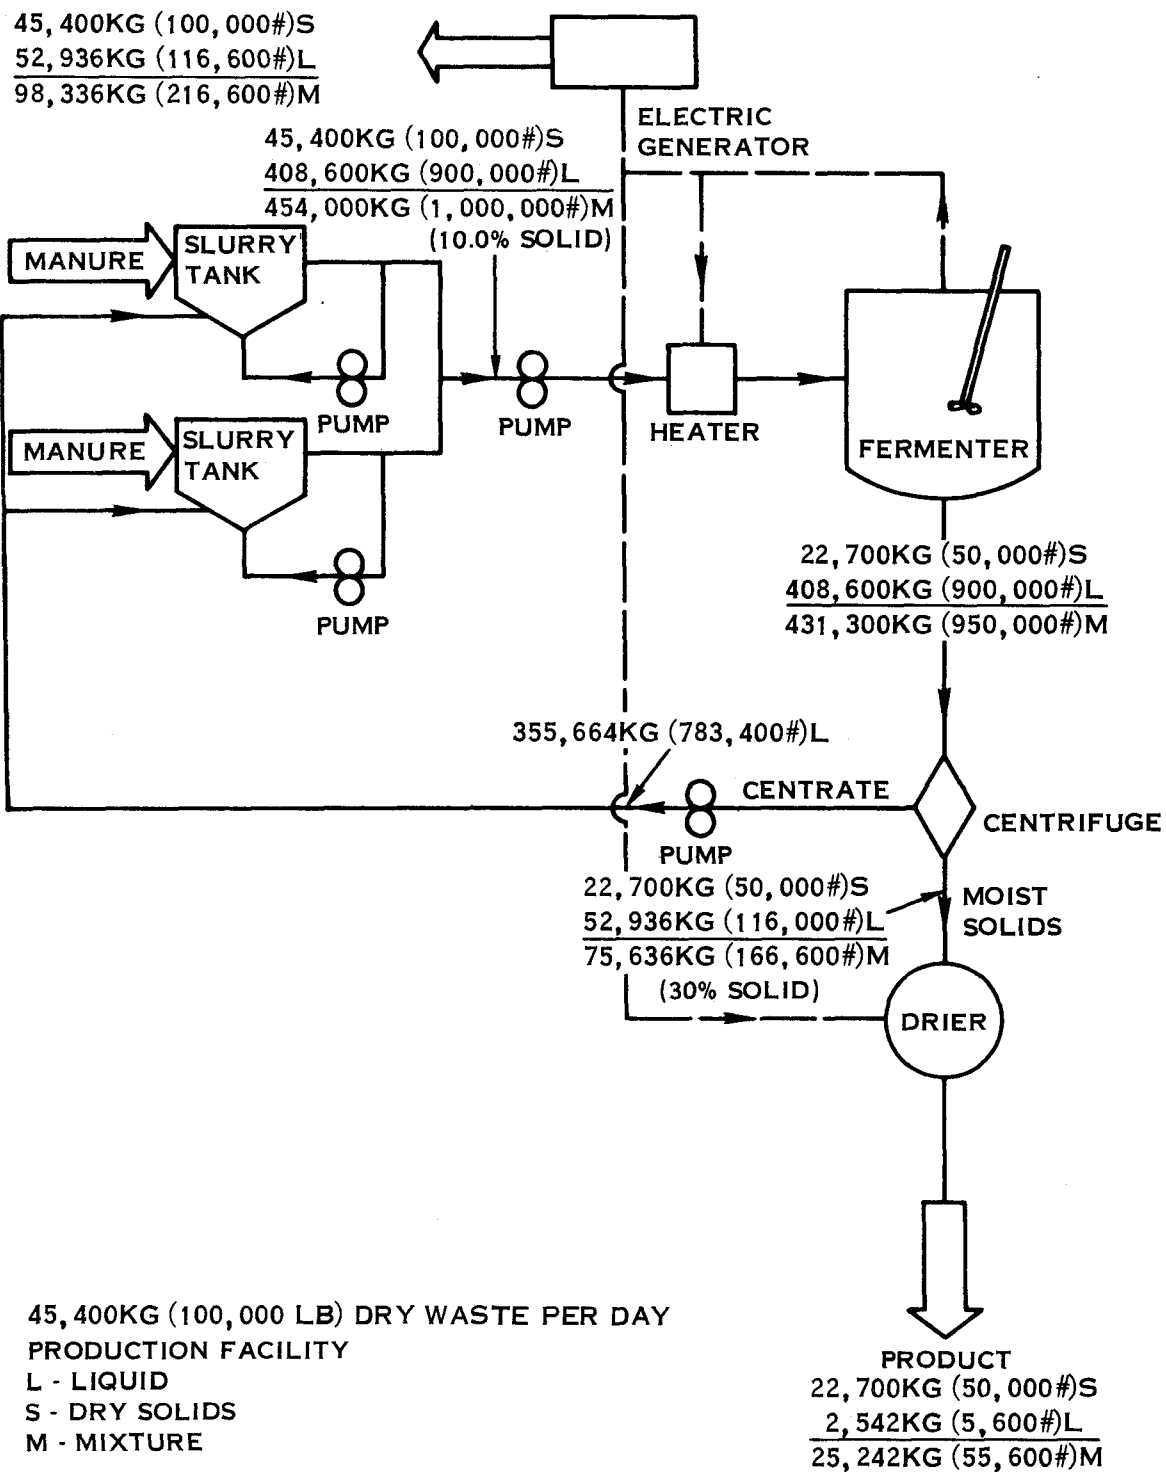 45,400KG (100,000#)S
52,936KG (116,600#)L
98,336KG (216,600#)M
ELECTRIC
GENERATOR
45,400KG (100,000#)S
408,600KG (900,000#)L
454,000KG (1,000,000#)M
(10.0% SOLID)
MANURE
SLURRY
TANK
PUMP
PUMP
HEATER
FERMENTER
MANURE
SLURRY
TANK
PUMP
22,700KG (50,000#)S
408,600KG (900,000#)L
431,300KG (950,000#)M
355,664KG (783,400#)L
CENTRATE
CENTRIFUGE
PUMP
22,700KG (50,000#)S
52,936KG (116,000#)L
75,636KG (166,600#)M
(30% SOLID)
MOIST
SOLIDS
DRIER
45,400KG (100,000 LB) DRY WASTE PER DAY
PRODUCTION FACILITY
L - LIQUID
S - DRY SOLIDS
M - MIXTURE
PRODUCT
22,700KG (50,000#)S
2,542KG (5,600#)L
25,242KG (55,600#)M